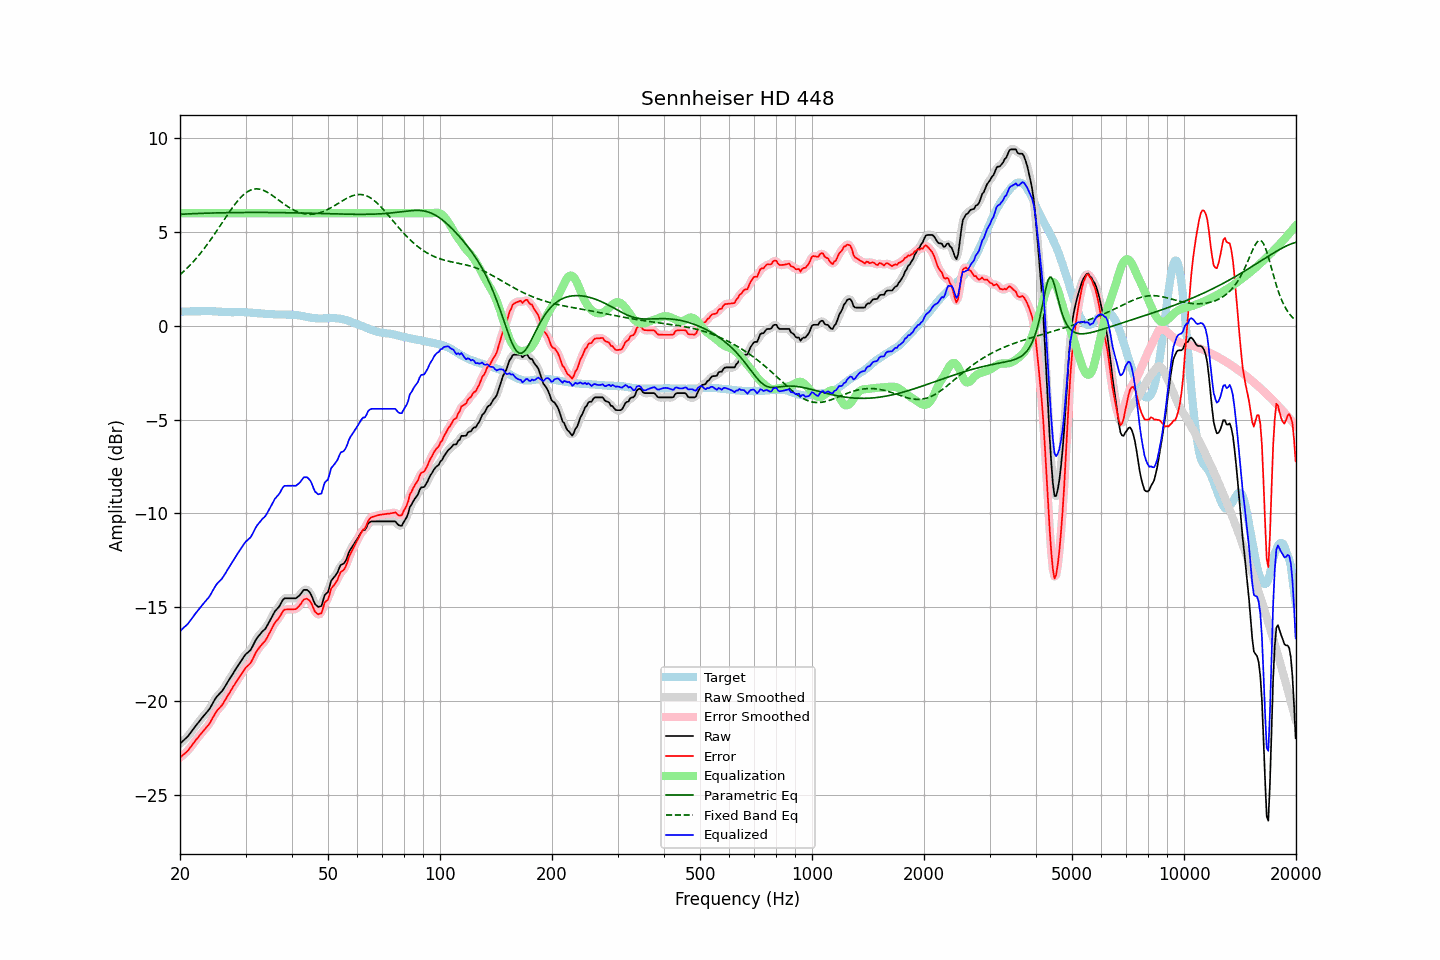 Sennheiser HD 448
Amplitude (dBr)
10
5
0
−5
−10
−15
−20
−25
Target
Raw Smoothed
Error Smoothed
Raw
Error
Equalization
Parametric Eq
Fixed Band Eq
Equalized
20 50 100 200 500 1000 2000 5000 10000 20000
Frequency (Hz)